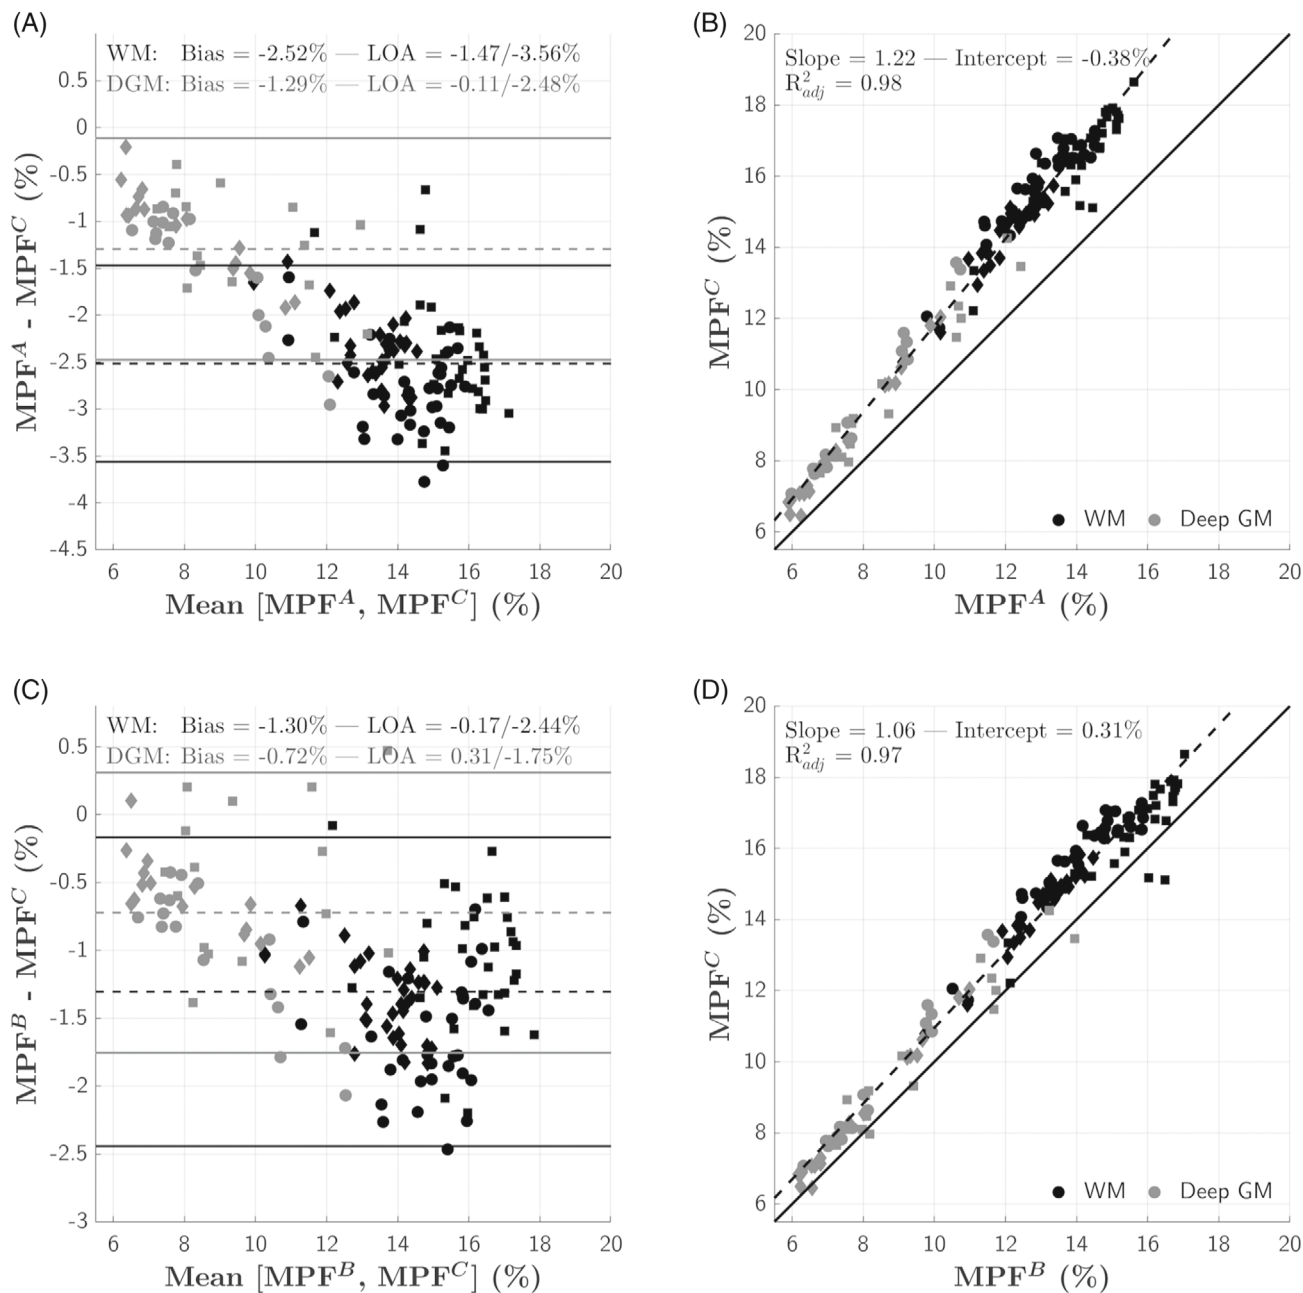 (A)
WM: Bias = -2.52% — LOA = -1.47/-3.56%
DGM: Bias = -1.29% — LOA = -0.11/-2.48%
0.5
0
-0.5
-1
-1.5
-2
-2.5
-3
-3.5
-4
-4.5
MPF^A - MPF^C (%)
6 8 10 12 14 16 18 20
Mean [MPF^A, MPF^C] (%)
(B)
Slope = 1.22 — Intercept = -0.38%
R²adj = 0.98
20
18
16
14
12
10
8
6
MPF^C (%)
WM Deep GM
6 8 10 12 14 16 18 20
MPF^A (%)
(C)
WM: Bias = -1.30% — LOA = -0.17/-2.44%
DGM: Bias = -0.72% — LOA = 0.31/-1.75%
0.5
0
-0.5
-1
-1.5
-2
-2.5
-3
MPF^B - MPF^C (%)
6 8 10 12 14 16 18 20
Mean [MPF^B, MPF^C] (%)
(D)
Slope = 1.06 — Intercept = 0.31%
R²adj = 0.97
20
18
16
14
12
10
8
6
MPF^C (%)
WM Deep GM
6 8 10 12 14 16 18 20
MPF^B (%)